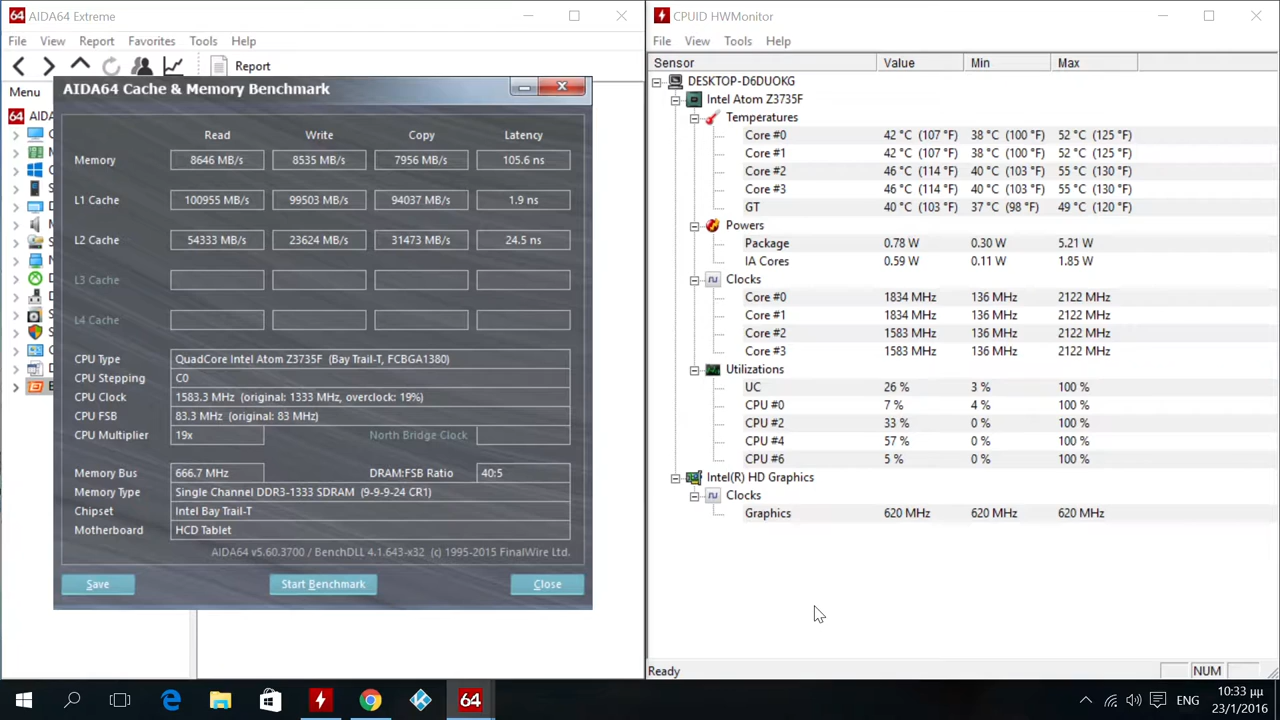 64 AIDA64 Extreme
File View Report Favorites Tools Help
Report
Menu
64 AIDA
AIDA64 Cache & Memory Benchmark
Read Write Copy Latency
Memory 8646 MB/s 8535 MB/s 7956 MB/s 105.6 ns
L1 Cache 100955 MB/s 99503 MB/s 94037 MB/s 1.9 ns
L2 Cache 54333 MB/s 23624 MB/s 31473 MB/s 24.5 ns
L3 Cache
L4 Cache
CPU Type QuadCore Intel Atom Z3735F (Bay Trail-T, FCBGA1380)
CPU Stepping C0
CPU Clock 1583.3 MHz (original: 1333 MHz, overclock: 19%)
CPU FSB 83.3 MHz (original: 83 MHz)
CPU Multiplier 19x North Bridge Clock
Memory Bus 666.7 MHz DRAM:FSB Ratio 40:5
Memory Type Single Channel DDR3-1333 SDRAM (9-9-9-24 CR1)
Chipset Intel Bay Trail-T
Motherboard HCD Tablet
AIDA64 v5.60.3700 / BenchDLL 4.1.643-x32 (c) 1995-2015 FinalWire Ltd.
Save Start Benchmark Close
CPUID HWMonitor
File View Tools Help
Sensor Value Min Max
DESKTOP-D6DUOKG
Intel Atom Z3735F
Temperatures
Core #0 42 °C (107 °F) 38 °C (100 °F) 52 °C (125 °F)
Core #1 42 °C (107 °F) 38 °C (100 °F) 52 °C (125 °F)
Core #2 46 °C (114 °F) 40 °C (103 °F) 55 °C (130 °F)
Core #3 46 °C (114 °F) 40 °C (103 °F) 55 °C (130 °F)
GT 40 °C (103 °F) 37 °C (98 °F) 49 °C (120 °F)
Powers
Package 0.78 W 0.30 W 5.21 W
IA Cores 0.59 W 0.11 W 1.85 W
Clocks
Core #0 1834 MHz 136 MHz 2122 MHz
Core #1 1834 MHz 136 MHz 2122 MHz
Core #2 1583 MHz 136 MHz 2122 MHz
Core #3 1583 MHz 136 MHz 2122 MHz
Utilizations
UC 26 % 3 % 100 %
CPU #0 7 % 4 % 100 %
CPU #2 33 % 0 % 100 %
CPU #4 57 % 0 % 100 %
CPU #6 5 % 0 % 100 %
Intel(R) HD Graphics
Clocks
Graphics 620 MHz 620 MHz 620 MHz
Ready NUM
64 ENG 10:33 μμ
23/1/2016